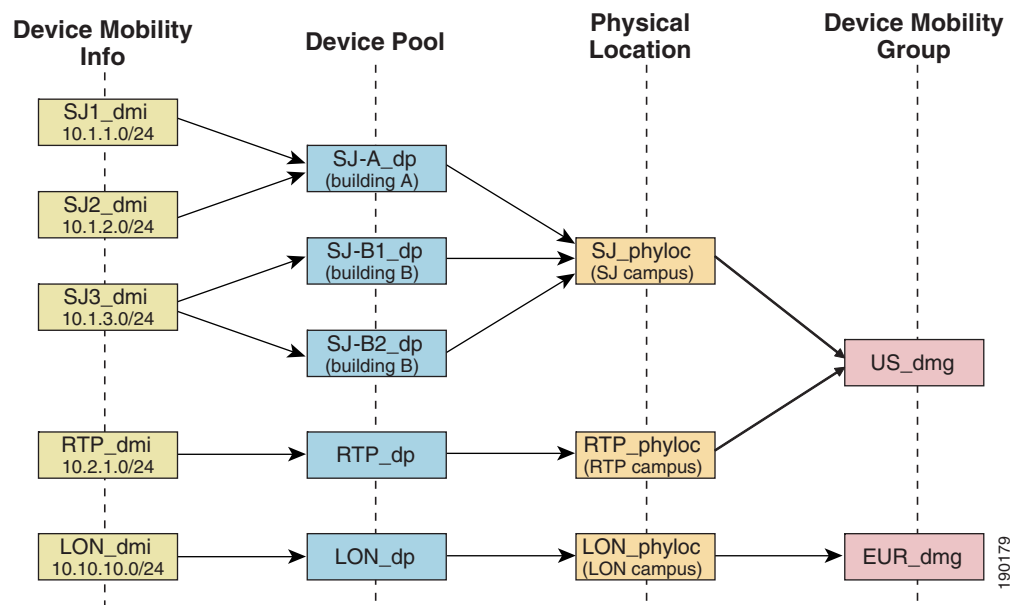 Device Mobility
Info
Device Pool
Physical
Location
Device Mobility
Group
SJ1_dmi
10.1.1.0/24
SJ-A_dp
(building A)
SJ2_dmi
10.1.2.0/24
SJ-B1_dp
(building B)
SJ_phyloc
(SJ campus)
SJ3_dmi
10.1.3.0/24
SJ-B2_dp
(building B)
US_dmg
RTP_dmi
10.2.1.0/24
RTP_dp
RTP_phyloc
(RTP campus)
LON_dmi
10.10.10.0/24
LON_dp
LON_phyloc
(LON campus)
EUR_dmg
190179